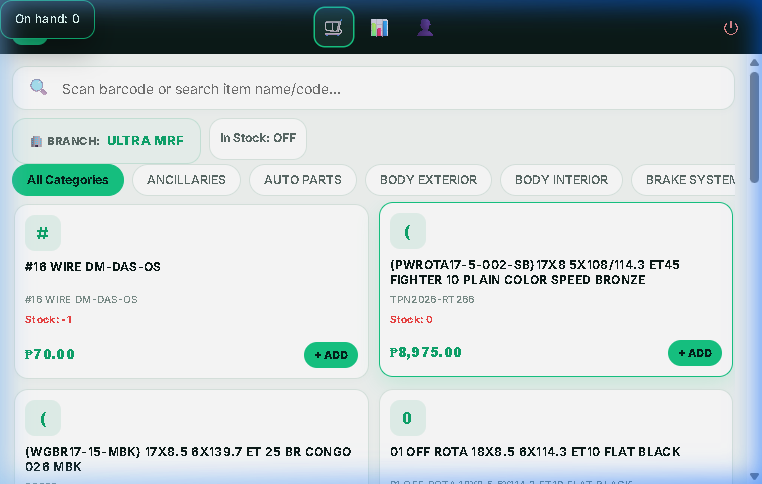 On hand: 0
Scan barcode or search item name/code...
BRANCH: ULTRA MRF
In Stock: OFF
All Categories
ANCILLARIES
AUTO PARTS
BODY EXTERIOR
BODY INTERIOR
BRAKE SYSTEM
#
#16 WIRE DM-DAS-OS
#16 WIRE DM-DAS-OS
Stock: -1
₱70.00
+ ADD
(
(PWROTA17-5-002-SB)17X8 5X108/114.3 ET45
FIGHTER 10 PLAIN COLOR SPEED BRONZE
TPN2026-RT266
Stock: 0
₱8,975.00
+ ADD
(
(WGBR17-15-MBK) 17X8.5 6X139.7 ET 25 BR CONGO
026 MBK
0
01 OFF ROTA 18X8.5 6X114.3 ET10 FLAT BLACK